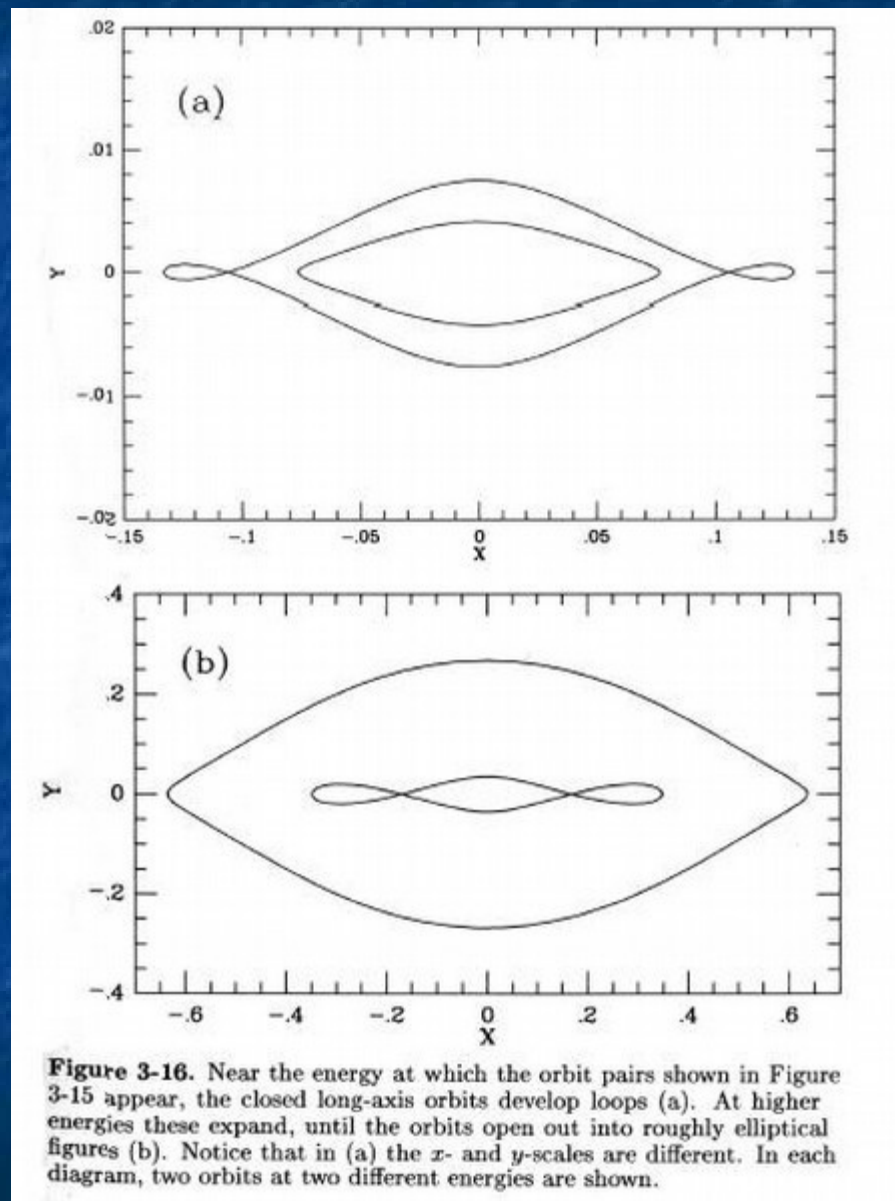 .02
(a)
.01
Y
0
-.01
-.02
-.15 -.1 -.05 0 .05 .1 .15
X
.4
(b)
.2
Y
0
-.2
-.4
-.6 -.4 -.2 0 .2 .4 .6
X
Figure 3-16. Near the energy at which the orbit pairs shown in Figure
3-15 appear, the closed long-axis orbits develop loops (a). At higher
energies these expand, until the orbits open out into roughly elliptical
figures (b). Notice that in (a) the x- and y-scales are different. In each
diagram, two orbits at two different energies are shown.